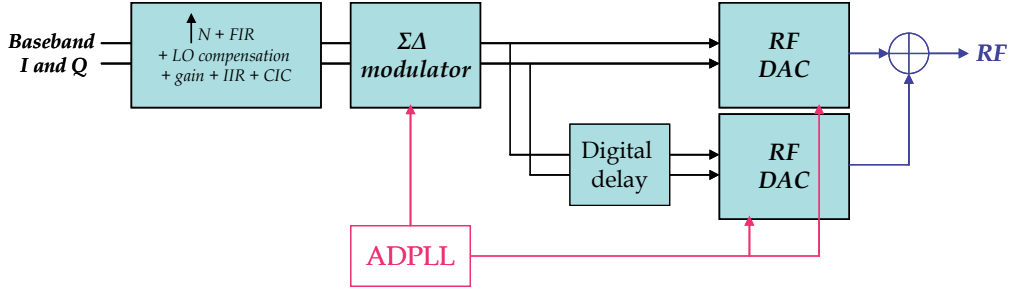 Baseband
I and Q
N + FIR
+ LO compensation
+ gain + IIR + CIC
ΣΔ
modulator
RF
DAC
RF
Digital
delay
RF
DAC
ADPLL